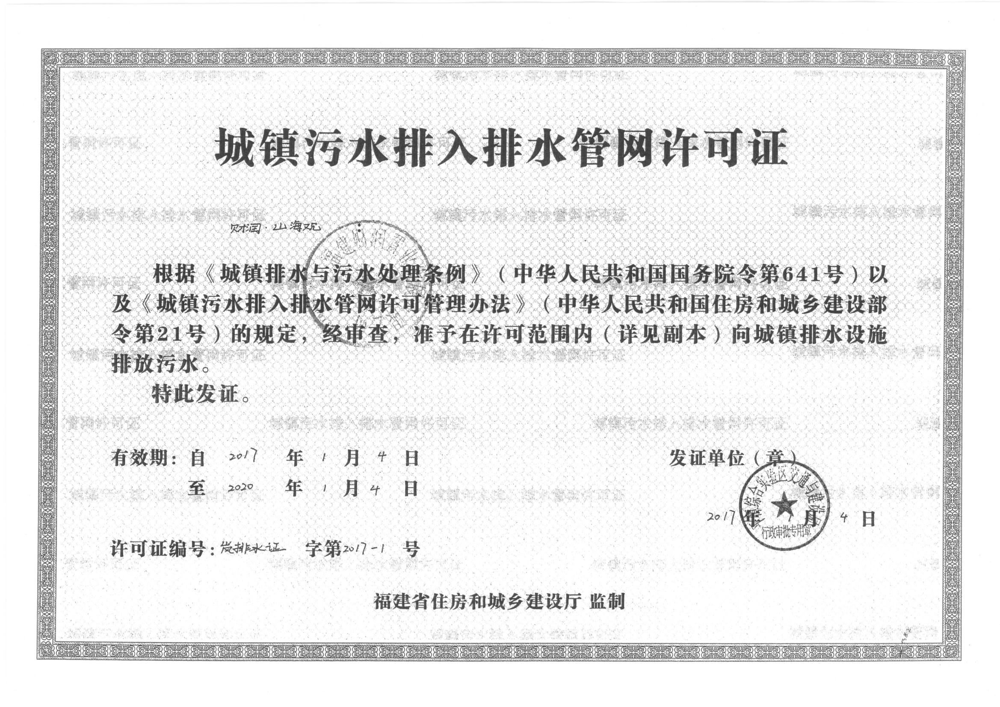 城镇污水排入排水管网许可证
财润·山海观:
根据《城镇排水与污水处理条例》(中华人民共和国国务院令第641号)以
及《城镇污水排入排水管网许可管理办法》(中华人民共和国住房和城乡建设部
令第21号)的规定,经审查,准予在许可范围内(详见副本)向城镇排水设施
排放污水。
特此发证。
有效期: 自 2017 年 1 月 4 日
至 2020 年 1 月 4 日
发证单位(章)
综合实验区交通与建设局
行政审批专用章
2017 年 1 月 4 日
许可证编号: 岚排水证 字第2017-1 号
福建省住房和城乡建设厅 监制